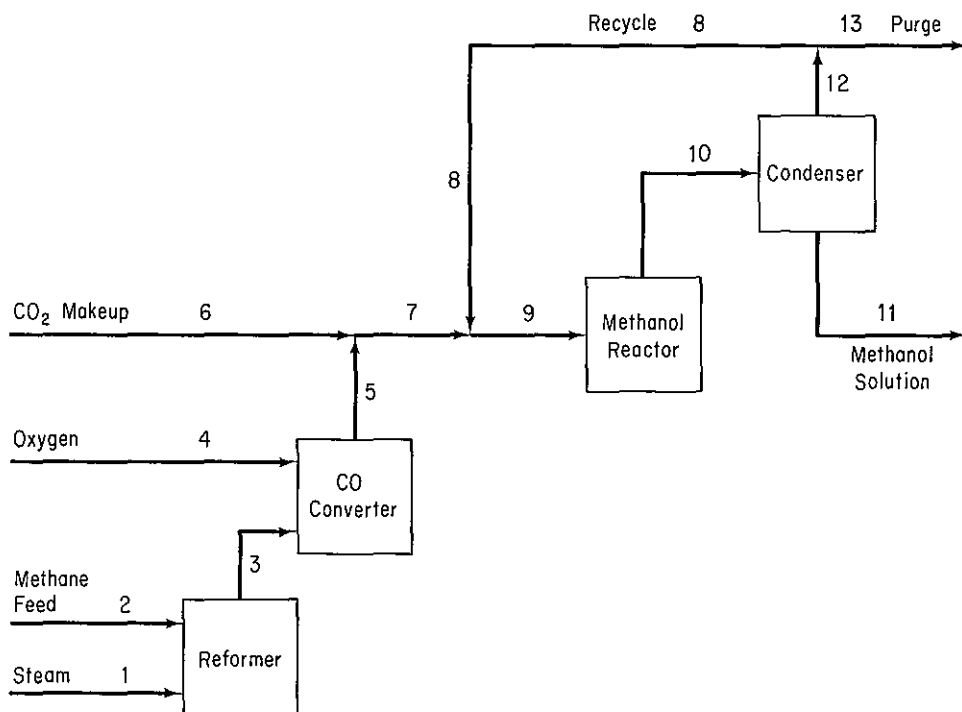 Recycle 8 13 Purge
12
10
Condenser
8
CO₂ Makeup 6 7 9
Methanol
Reactor
11
Methanol
Solution
5
Oxygen 4
CO
Converter
3
Methane
Feed 2
Reformer
Steam 1